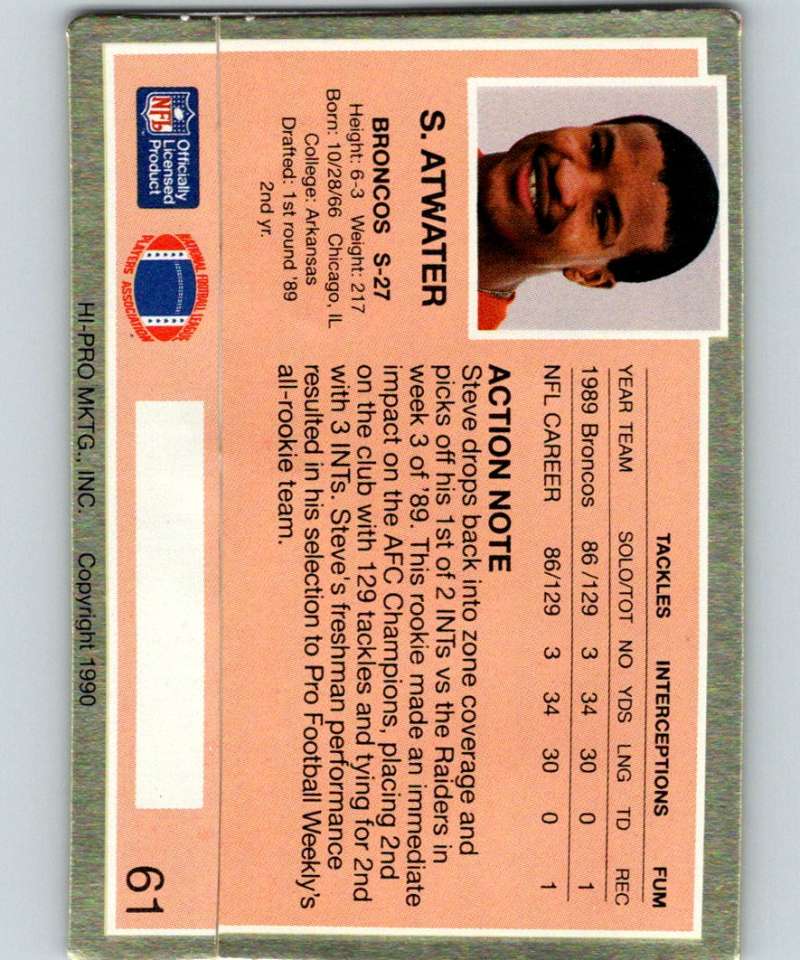 S. ATWATER
BRONCOS S-27
Height: 6-3 Weight: 217
Born: 10/28/66 Chicago, IL
College: Arkansas
Drafted: 1st round '89
2nd yr.
TACKLES INTERCEPTIONS FUM
YEAR TEAM SOLO/TOT NO YDS LNG TD REC
1989 Broncos 86/129 3 34 30 0 1
NFL CAREER 86/129 3 34 30 0 1
ACTION NOTE
Steve drops back into zone coverage and
picks off his 1st of 2 INTs vs the Raiders in
week 3 of '89. This rookie made an immediate
impact on the AFC Champions, placing 2nd
on the club with 129 tackles and tying for 2nd
with 3 INTs. Steve's freshman performance
resulted in his selection to Pro Football Weekly's
all-rookie team.
NFL
Officially
Licensed
Product
NATIONAL FOOTBALL LEAGUE
PLAYERS ASSOCIATION
61
HI-PRO MKTG., INC. Copyright 1990